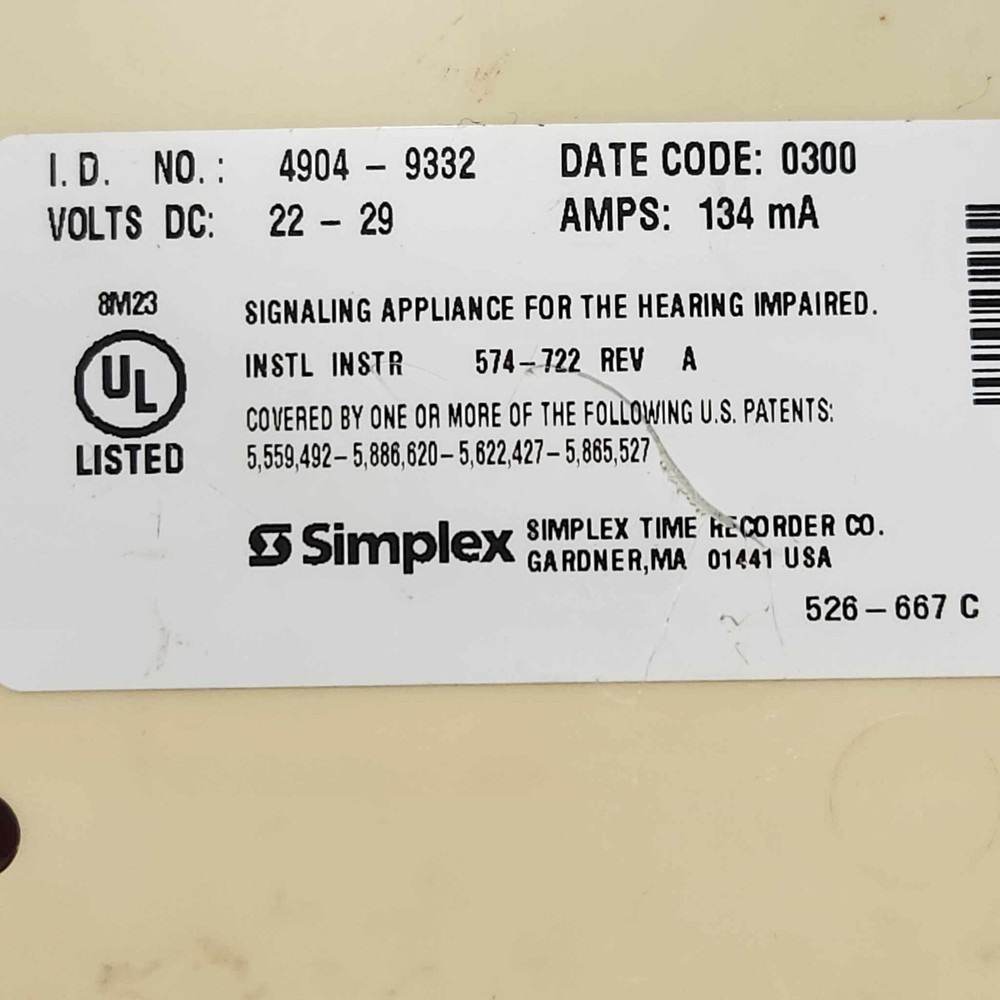 I.D. NO.: 4904 - 9332 DATE CODE: 0300
VOLTS DC: 22 - 29 AMPS: 134 mA
8M23
UL
LISTED
SIGNALING APPLIANCE FOR THE HEARING IMPAIRED.
INSTL INSTR 574-722 REV A
COVERED BY ONE OR MORE OF THE FOLLOWING U.S. PATENTS:
5,559,492-5,886,620-5,622,427-5,865,527
Simplex
SIMPLEX TIME RECORDER CO.
GARDNER,MA 01441 USA
526-667 C